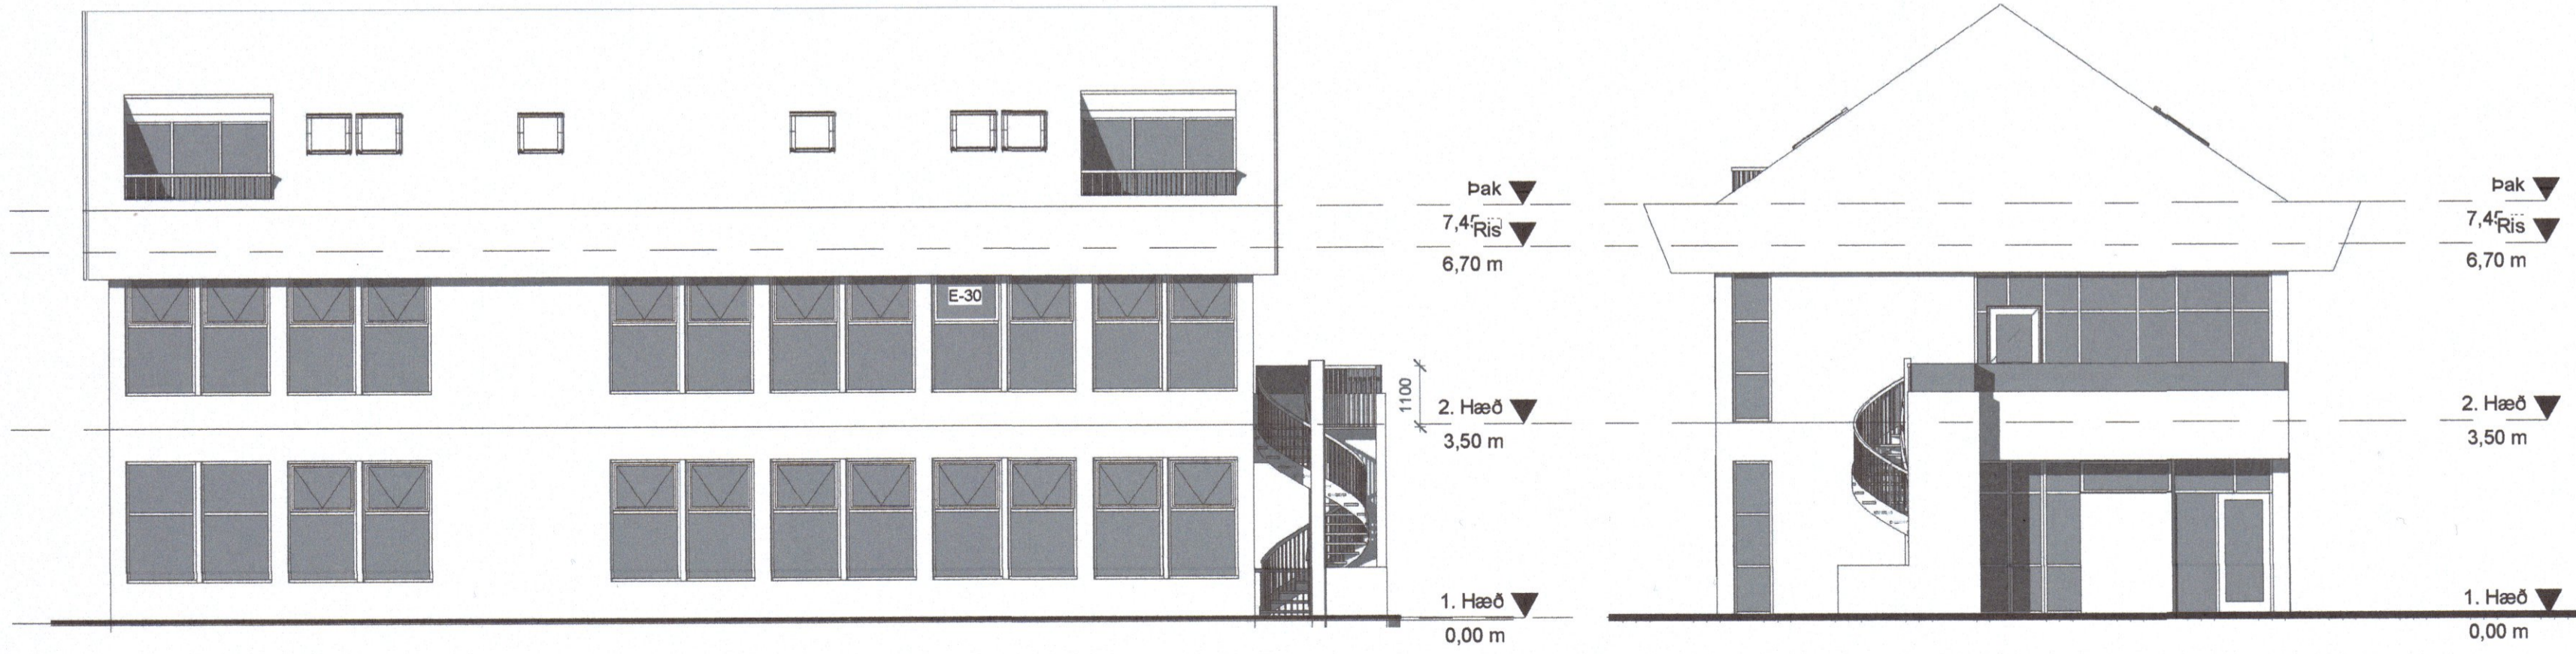 E-30
1100
Þak
7,45
Ris
6,70 m
2. Hæð
3,50 m
1. Hæð
0,00 m
Þak
7,45
Ris
6,70 m
2. Hæð
3,50 m
1. Hæð
0,00 m